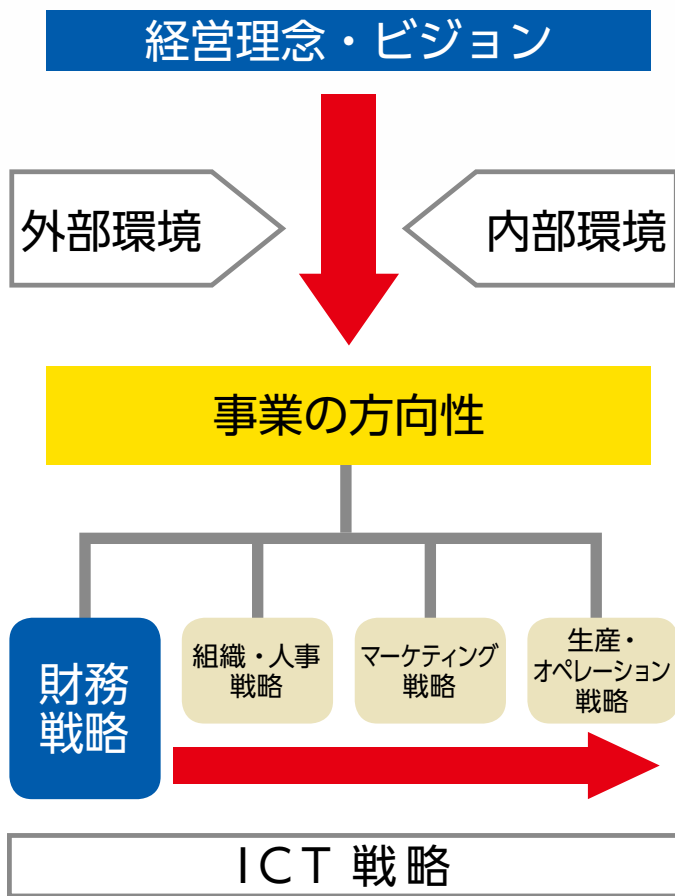 経営理念・ビジョン
外部環境
内部環境
事業の方向性
財務
戦略
組織・人事
戦略
マーケティング
戦略
生産・
オペレーション
戦略
ICT 戦略